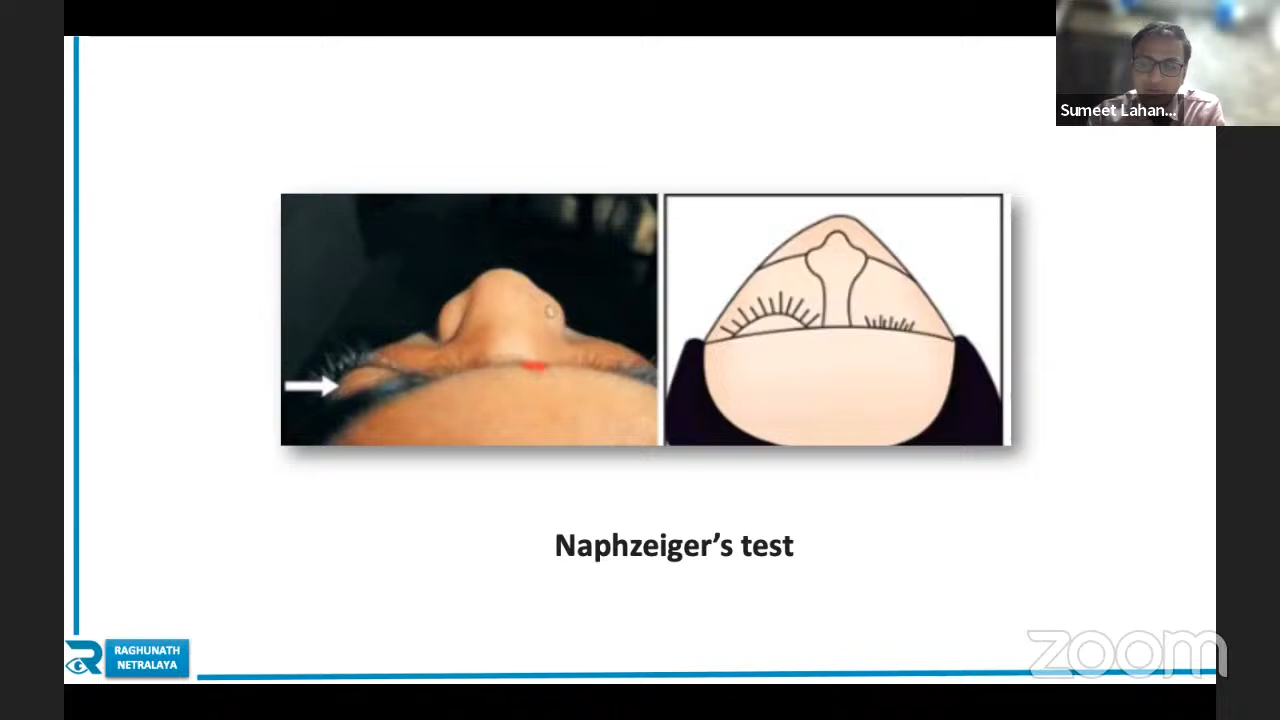 Sumeet Lahan...
Naphzeiger’s test
RAGHUNATH
NETRALAYA
zoom